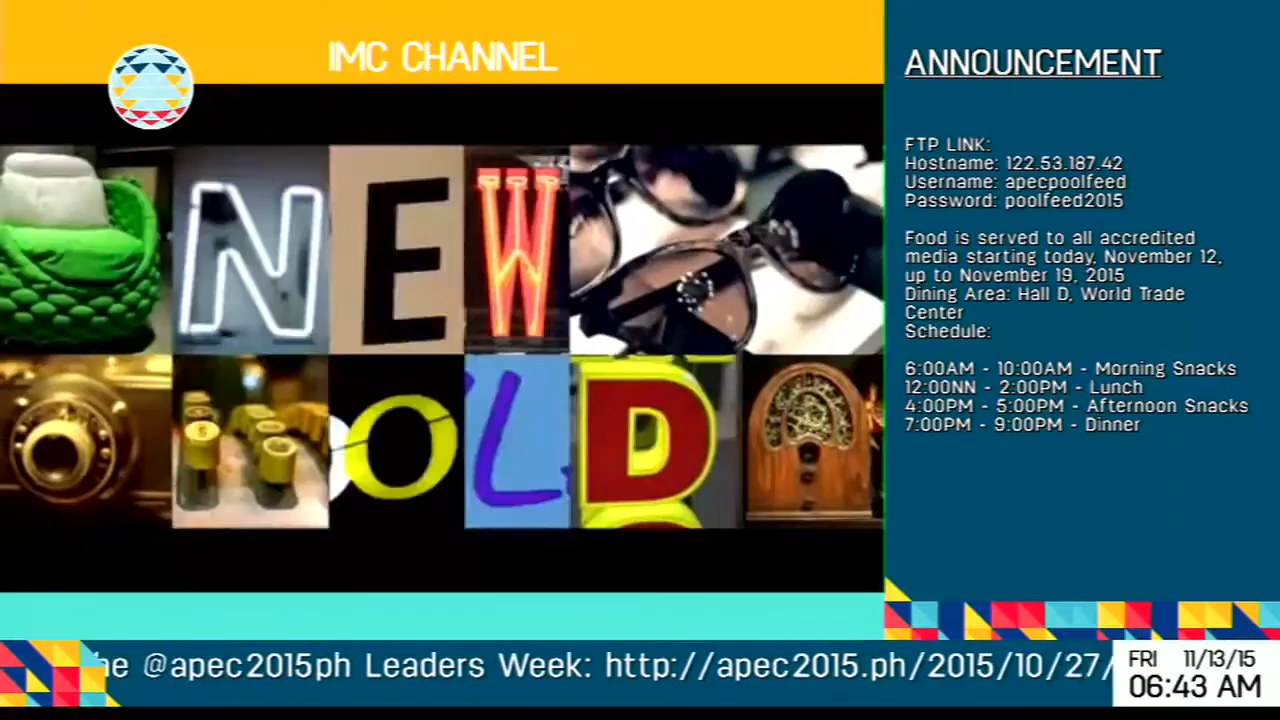 IMC CHANNEL
NEW
OLD
ANNOUNCEMENT
FTP LINK:
Hostname: 122.53.187.42
Username: apecpoolfeed
Password: poolfeed2015
Food is served to all accredited
media starting today, November 12,
up to November 19, 2015
Dining Area: Hall D, World Trade
Center
Schedule:
6:00AM - 10:00AM - Morning Snacks
12:00NN - 2:00PM - Lunch
4:00PM - 5:00PM - Afternoon Snacks
7:00PM - 9:00PM - Dinner
he @apec2015ph Leaders Week: http://apec2015.ph/2015/10/27/
FRI 11/13/15
06:43 AM